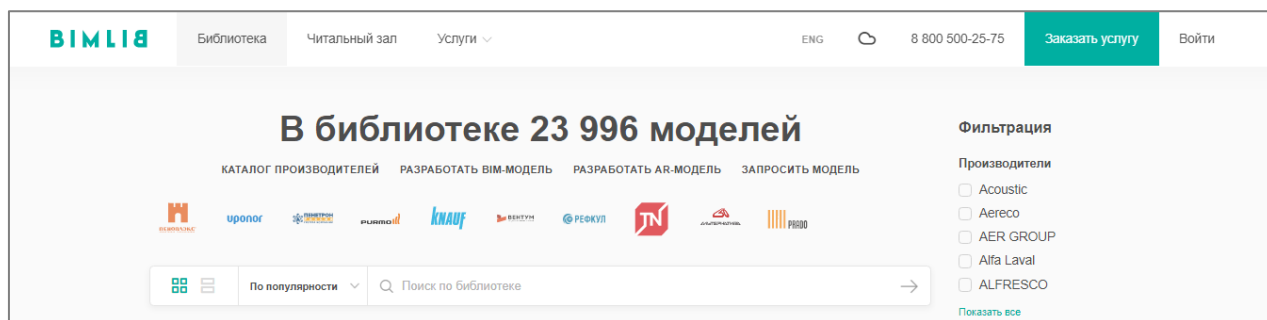 BIMLIB Библиотека Читальный зал Услуги ENG 8 800 500-25-75 Заказать услугу Войти
В библиотеке 23 996 моделей
КАТАЛОГ ПРОИЗВОДИТЕЛЕЙ РАЗРАБОТАТЬ BIM-МОДЕЛЬ РАЗРАБОТАТЬ AR-МОДЕЛЬ ЗАПРОСИТЬ МОДЕЛЬ
uponor ПЕНЕТРОН PURMO KNAUF ВЕНТУМ РЕФКУЛ TN PRADO
По популярности Поиск по библиотеке
Фильтрация
Производители
Acoustic
Aereco
AER GROUP
Alfa Laval
ALFRESCO
Показать все